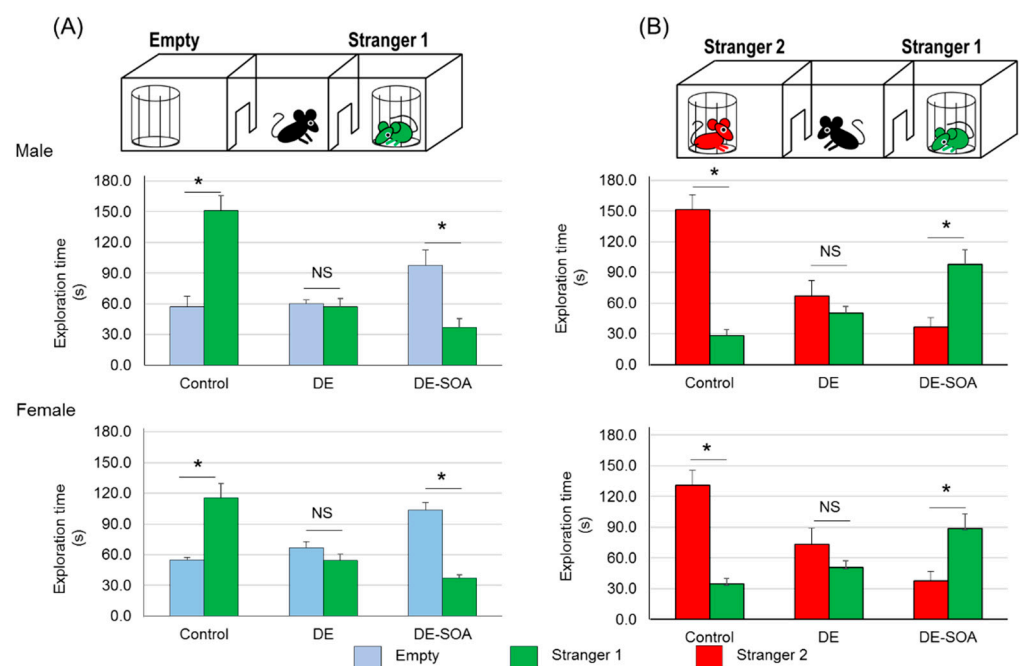 (A)
Empty Stranger 1
(B)
Stranger 2 Stranger 1
Male
180.0
150.0
120.0
90.0
60.0
30.0
0.0
Exploration time
(s)
* NS *
Control DE DE-SOA
180.0
150.0
120.0
90.0
60.0
30.0
0.0
Exploration time
(s)
* NS *
Control DE DE-SOA
Female
180.0
150.0
120.0
90.0
60.0
30.0
0.0
Exploration time
(s)
* NS *
Control DE DE-SOA
180.0
150.0
120.0
90.0
60.0
30.0
0.0
Exploration time
(s)
* NS *
Control DE DE-SOA
Empty Stranger 1 Stranger 2